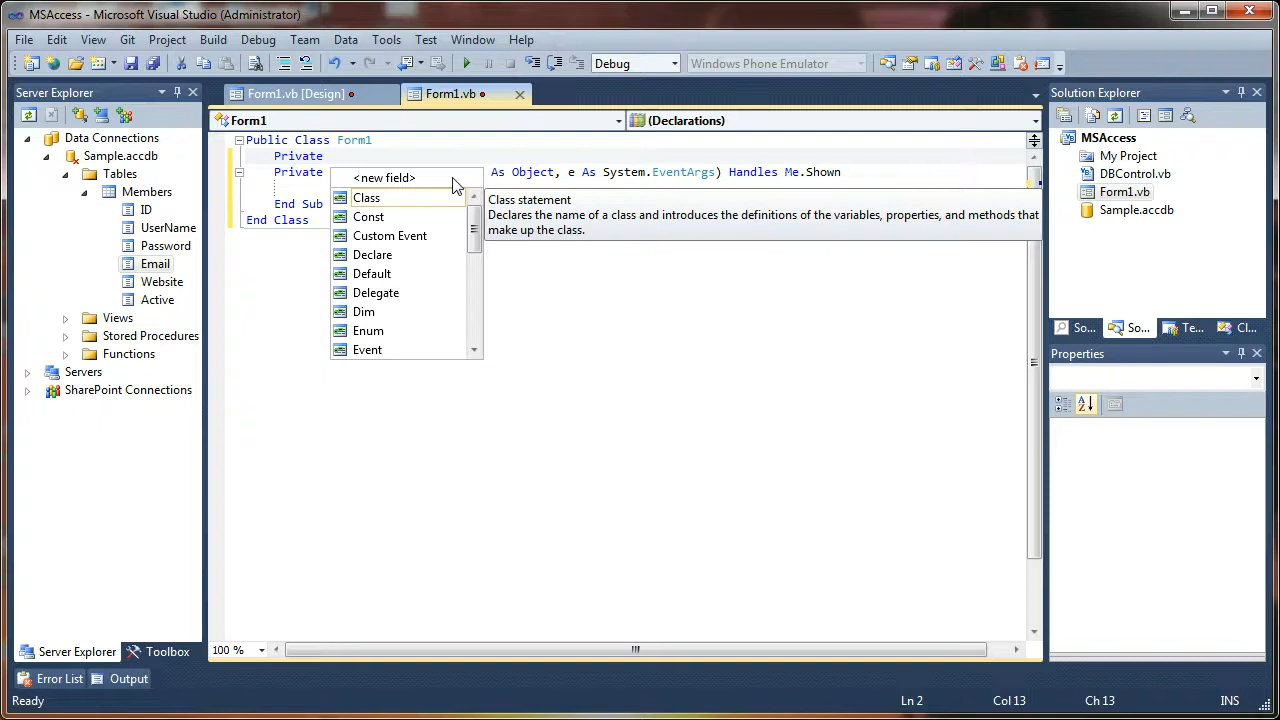 MSAccess - Microsoft Visual Studio (Administrator)
File Edit View Git Project Build Debug Team Data Tools Test Window Help
Debug Windows Phone Emulator
Server Explorer
Data Connections
Sample.accdb
Tables
Members
ID
UserName
Password
Email
Website
Active
Views
Stored Procedures
Functions
Servers
SharePoint Connections
Server Explorer Toolbox
Form1.vb [Design] Form1.vb
Form1 (Declarations)
Public Class Form1
Private
Private As Object, e As System.EventArgs) Handles Me.Shown
End Sub
End Class
<new field>
Class
Const
Custom Event
Declare
Default
Delegate
Dim
Enum
Event
Class statement
Declares the name of a class and introduces the definitions of the variables, properties, and methods that
make up the class.
100 %
Solution Explorer
MSAccess
My Project
DBControl.vb
Form1.vb
Sample.accdb
So... So... Te... Cl...
Properties
Error List Output
Ready Ln 2 Col 13 Ch 13 INS